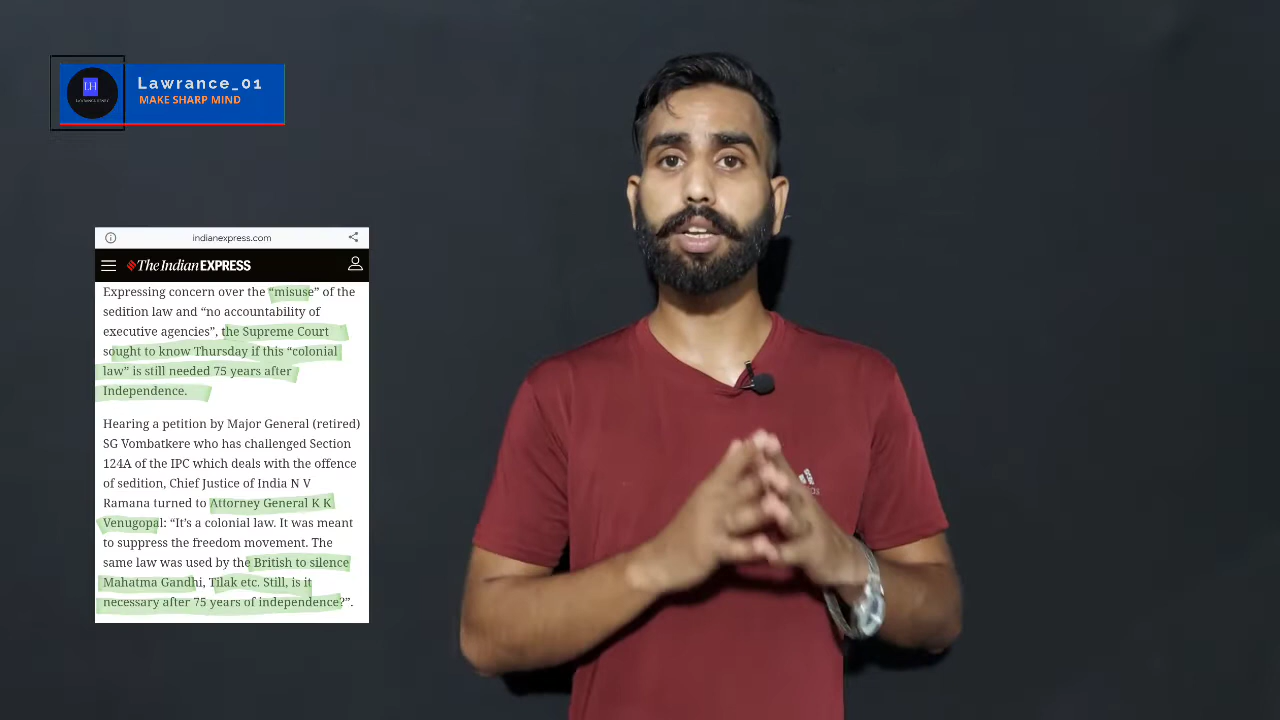 Lawrance_01
MAKE SHARP MIND
LH
indianexpress.com
The Indian EXPRESS
Expressing concern over the “misuse” of the
sedition law and “no accountability of
executive agencies”, the Supreme Court
sought to know Thursday if this “colonial
law” is still needed 75 years after
Independence.
Hearing a petition by Major General (retired)
SG Vombatkere who has challenged Section
124A of the IPC which deals with the offence
of sedition, Chief Justice of India N V
Ramana turned to Attorney General K K
Venugopal: “It’s a colonial law. It was meant
to suppress the freedom movement. The
same law was used by the British to silence
Mahatma Gandhi, Tilak etc. Still, is it
necessary after 75 years of independence?”.